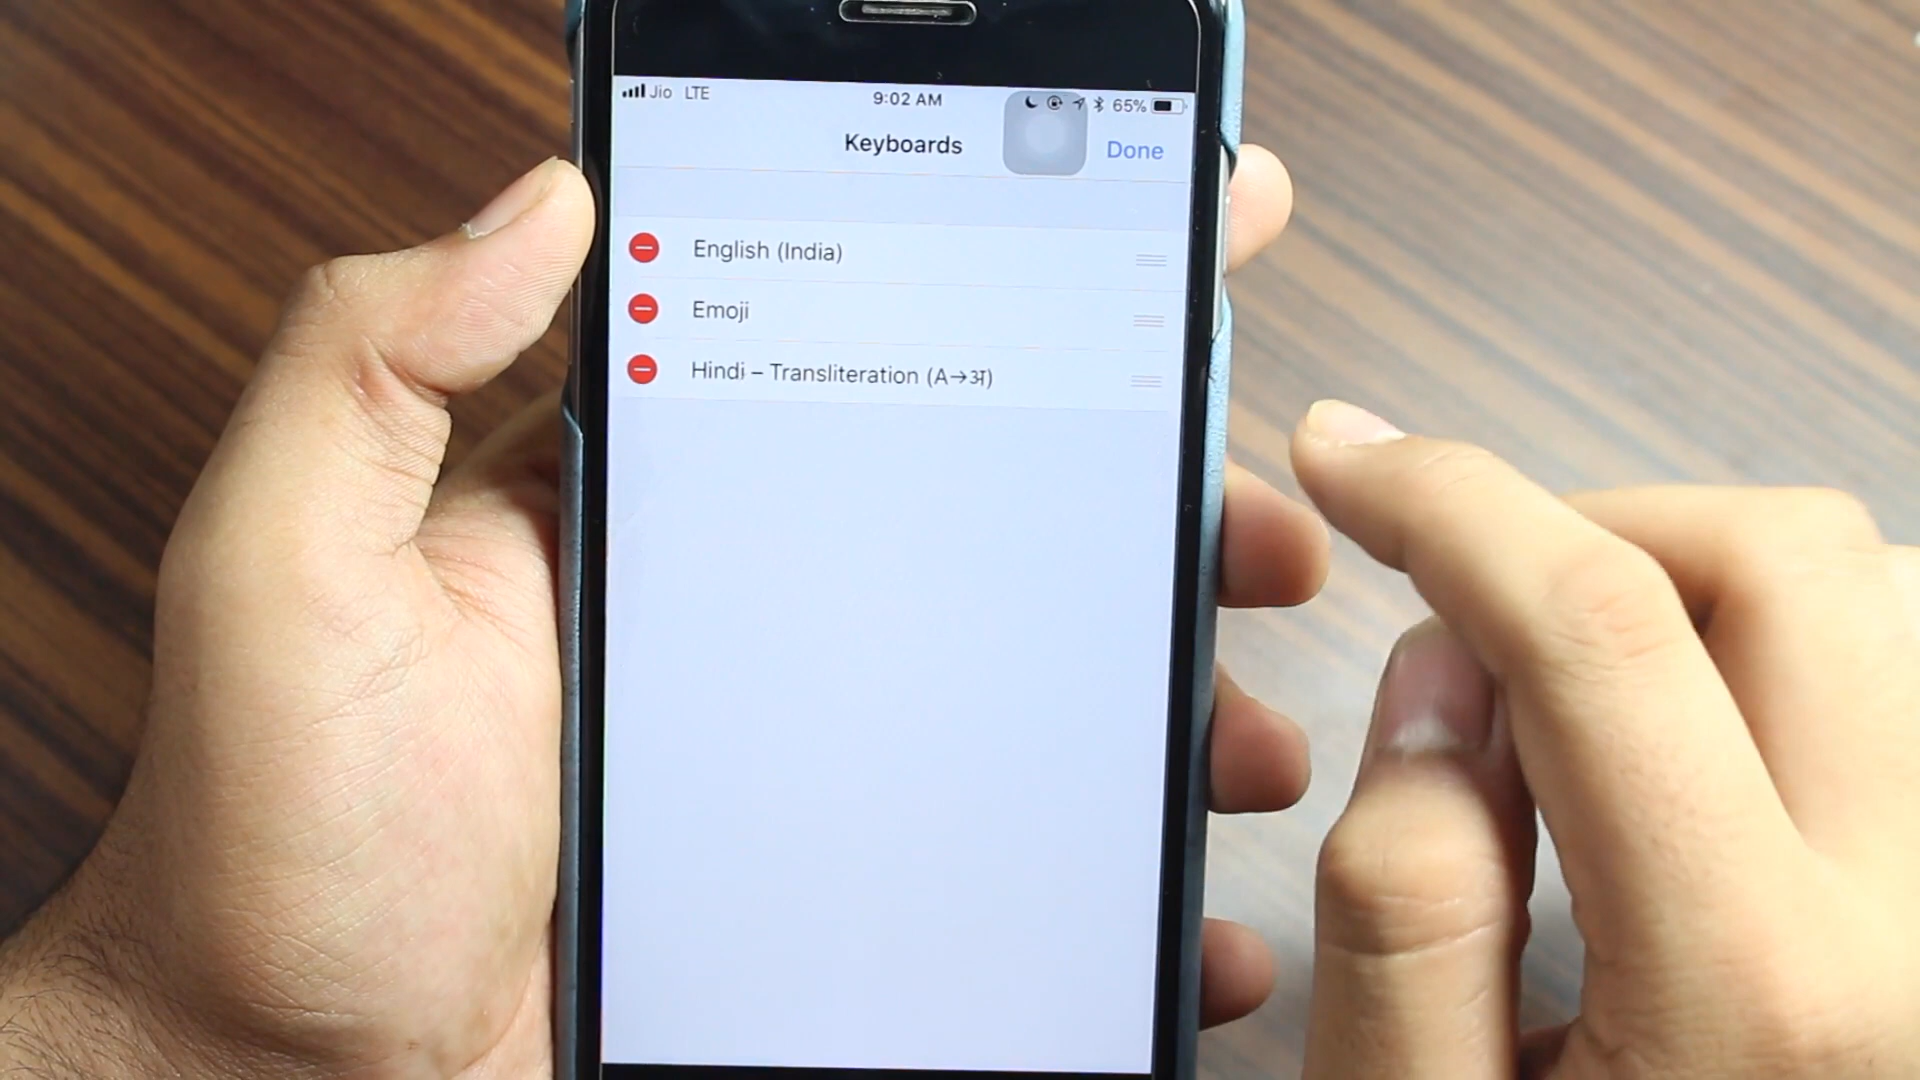 Jio LTE 9:02 AM 65%
Keyboards Done
English (India)
Emoji
Hindi – Transliteration (A→अ)